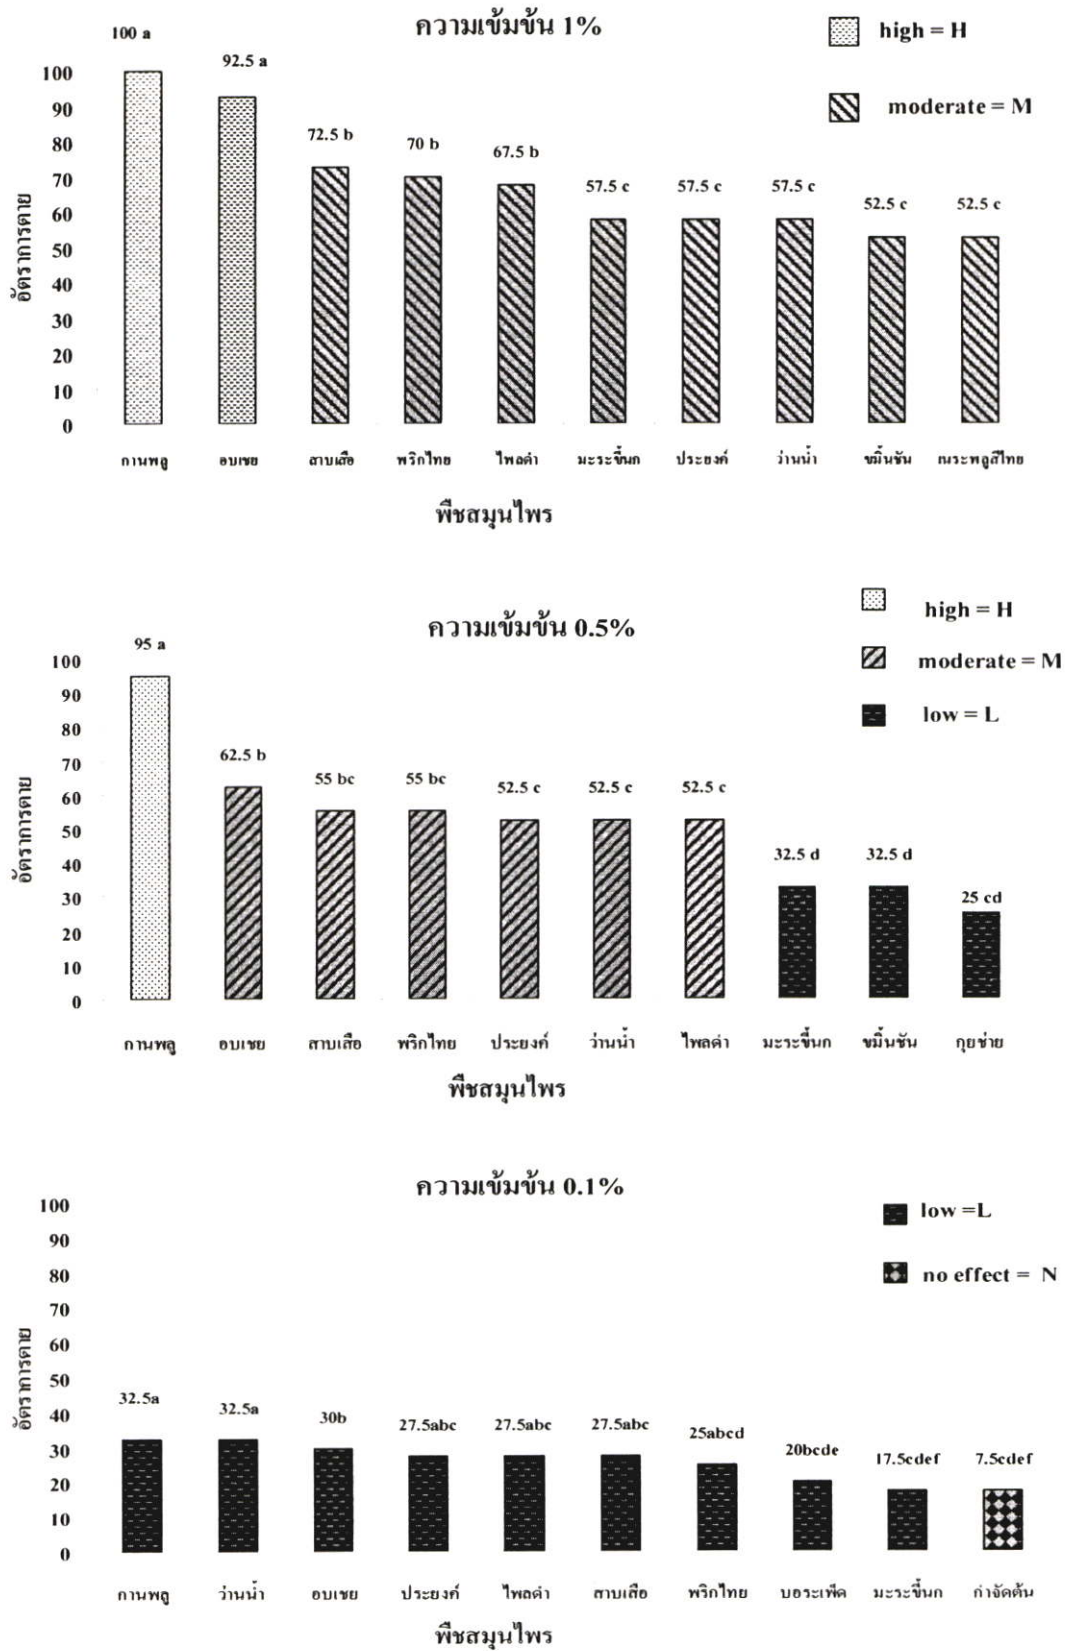 ความเข้มข้น 1%
high = H
moderate = M
100 a
92.5 a
72.5 b
70 b
67.5 b
57.5 c
57.5 c
57.5 c
52.5 c
52.5 c
100
90
80
70
60
50
40
30
20
10
0
อัตราการตาย
กานพลู
อบเชย
สาบเสือ
พริกไทย
ไพลดำ
มะระขี้นก
ประยงค์
ว่านน้ำ
ขมิ้นชัน
พืชสมุนไพร
ความเข้มข้น 0.5%
high = H
moderate = M
low = L
95 a
62.5 b
55 bc
55 bc
52.5 c
52.5 c
52.5 c
32.5 d
32.5 d
25 cd
100
90
80
70
60
50
40
30
20
10
0
อัตราการตาย
กานพลู
อบเชย
สาบเสือ
พริกไทย
ประยงค์
ว่านน้ำ
ไพลดำ
มะระขี้นก
ขมิ้นชัน
กุยช่าย
พืชสมุนไพร
ความเข้มข้น 0.1%
low =L
no effect = N
32.5a
32.5a
30b
27.5abc
27.5abc
27.5abc
25abcd
20bcde
17.5cdef
7.5cdef
100
90
80
70
60
50
40
30
20
10
0
อัตราการตาย
กานพลู
ว่านน้ำ
อบเชย
ประยงค์
ไพลดำ
สาบเสือ
พริกไทย
บอระเพ็ด
มะระขี้นก
กำจัดต้น
พืชสมุนไพร